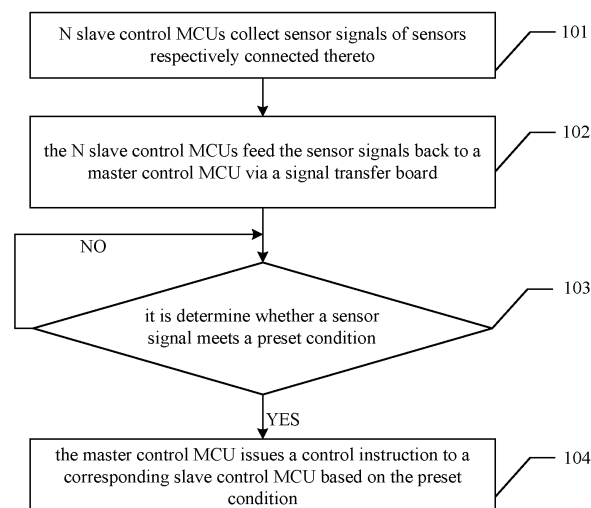 N slave control MCUs collect sensor signals of sensors
respectively connected thereto
101
the N slave control MCUs feed the sensor signals back to a
master control MCU via a signal transfer board
102
NO
it is determine whether a sensor
signal meets a preset condition
103
YES
the master control MCU issues a control instruction to a
corresponding slave control MCU based on the preset
condition
104